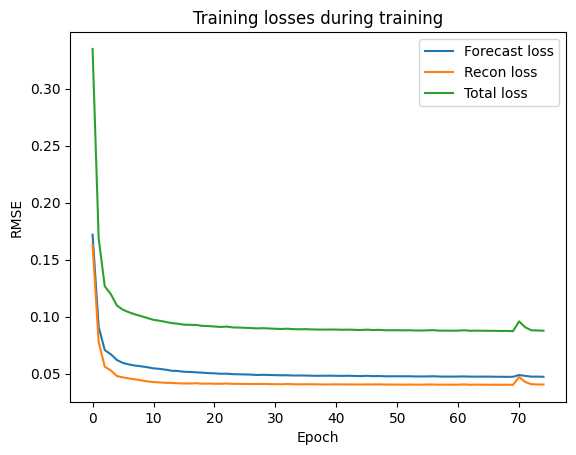 Training losses during training
Forecast loss
Recon loss
Total loss
0.30
0.25
0.20
0.15
0.10
0.05
RMSE
0 10 20 30 40 50 60 70
Epoch